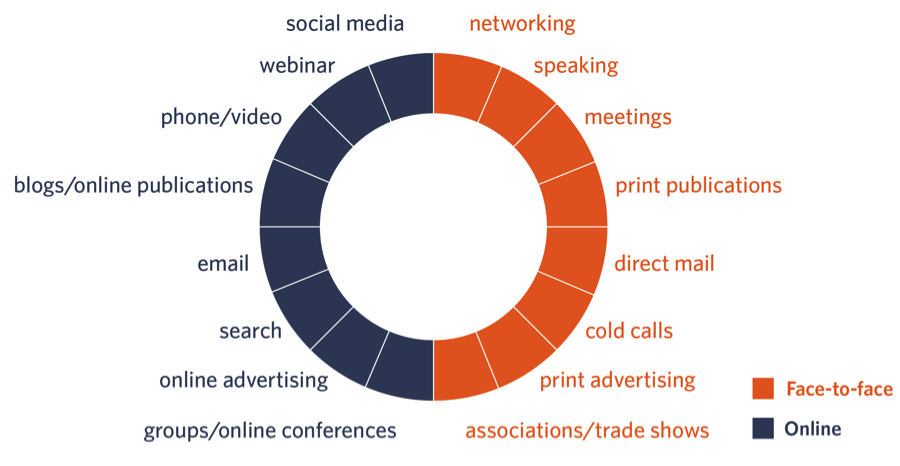 social media
networking
webinar
speaking
phone/video
meetings
blogs/online publications
print publications
email
direct mail
search
cold calls
online advertising
print advertising
Face-to-face
groups/online conferences
associations/trade shows
Online